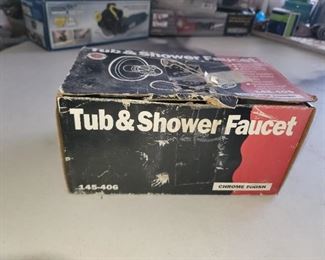 Tub & Shower Faucet
145-406
Tub & Shower Faucet
145-406
CHROME FINISH